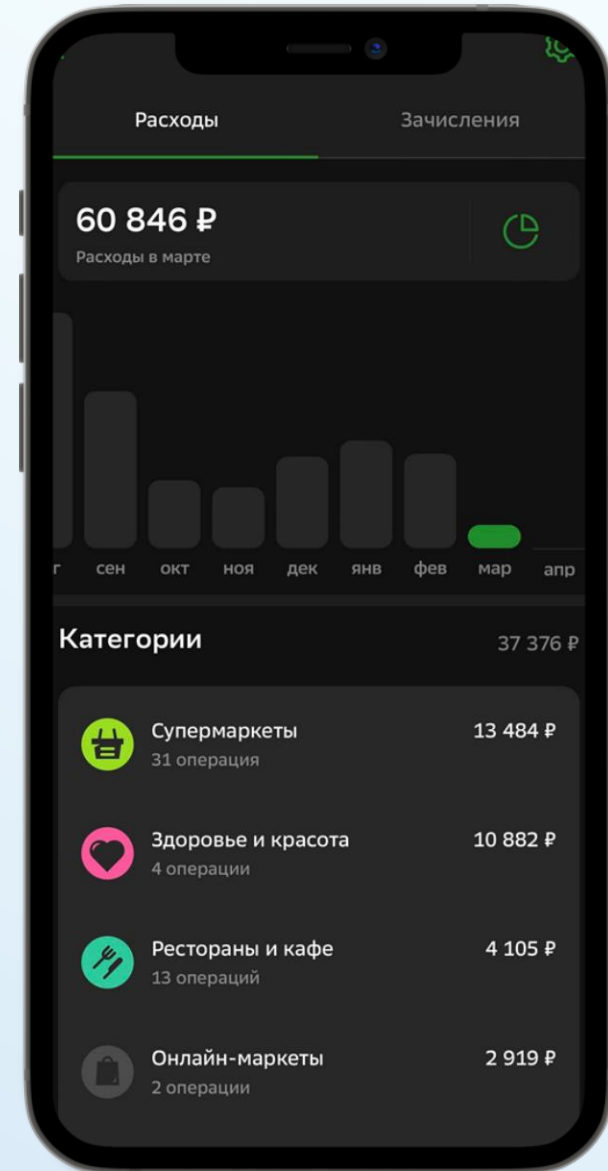 Расходы
Зачисления
60 846 ₽
Расходы в марте
г
сен
окт
ноя
дек
янв
фев
мар
апр
Категории
37 376 ₽
Супермаркеты
13 484 ₽
31 операция
Здоровье и красота
10 882 ₽
4 операции
Рестораны и кафе
4 105 ₽
13 операций
Онлайн-маркеты
2 919 ₽
2 операции